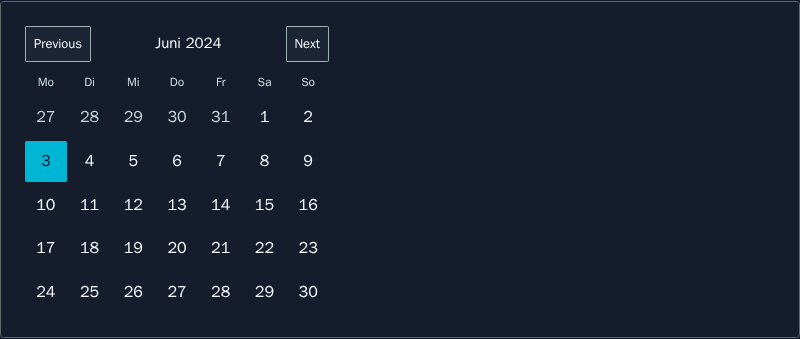 Previous Juni 2024 Next
Mo Di Mi Do Fr Sa So
27 28 29 30 31 1 2
3 4 5 6 7 8 9
10 11 12 13 14 15 16
17 18 19 20 21 22 23
24 25 26 27 28 29 30